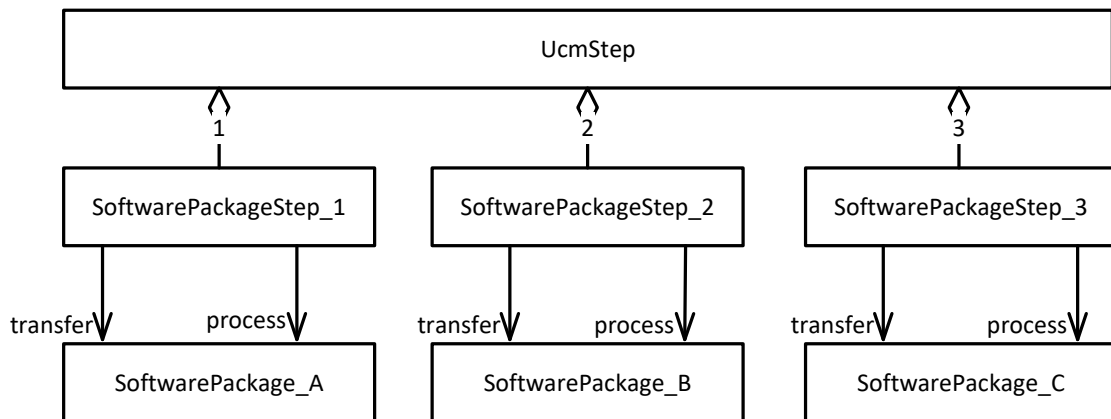 UcmStep
1
2
3
SoftwarePackageStep_1
SoftwarePackageStep_2
SoftwarePackageStep_3
transfer
process
transfer
process
transfer
process
SoftwarePackage_A
SoftwarePackage_B
SoftwarePackage_C